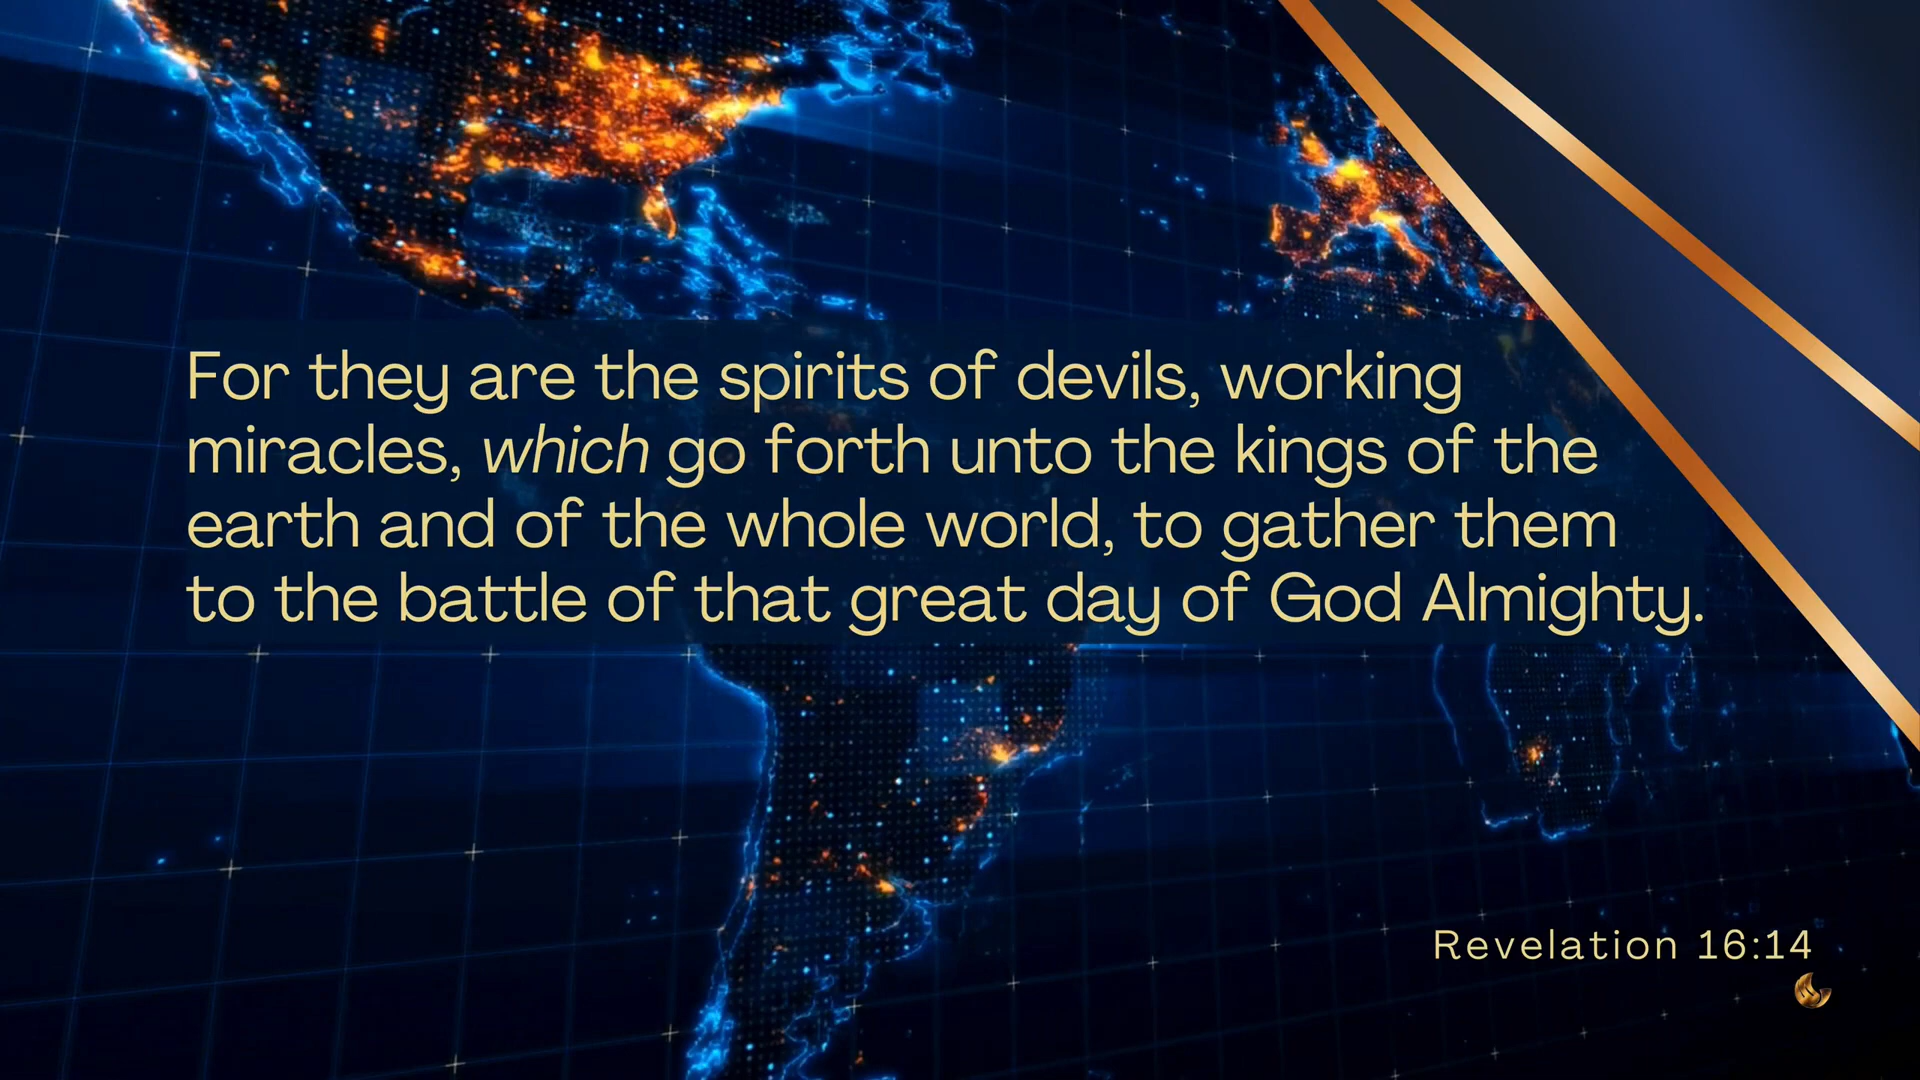 For they are the spirits of devils, working
miracles, which go forth unto the kings of the
earth and of the whole world, to gather them
to the battle of that great day of God Almighty.
Revelation 16:14